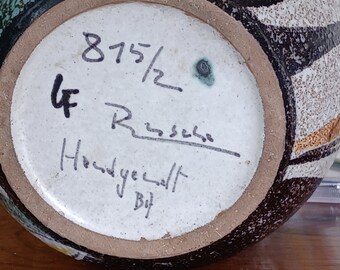 815/2
LF
Ruscha
Handgemalt
BH